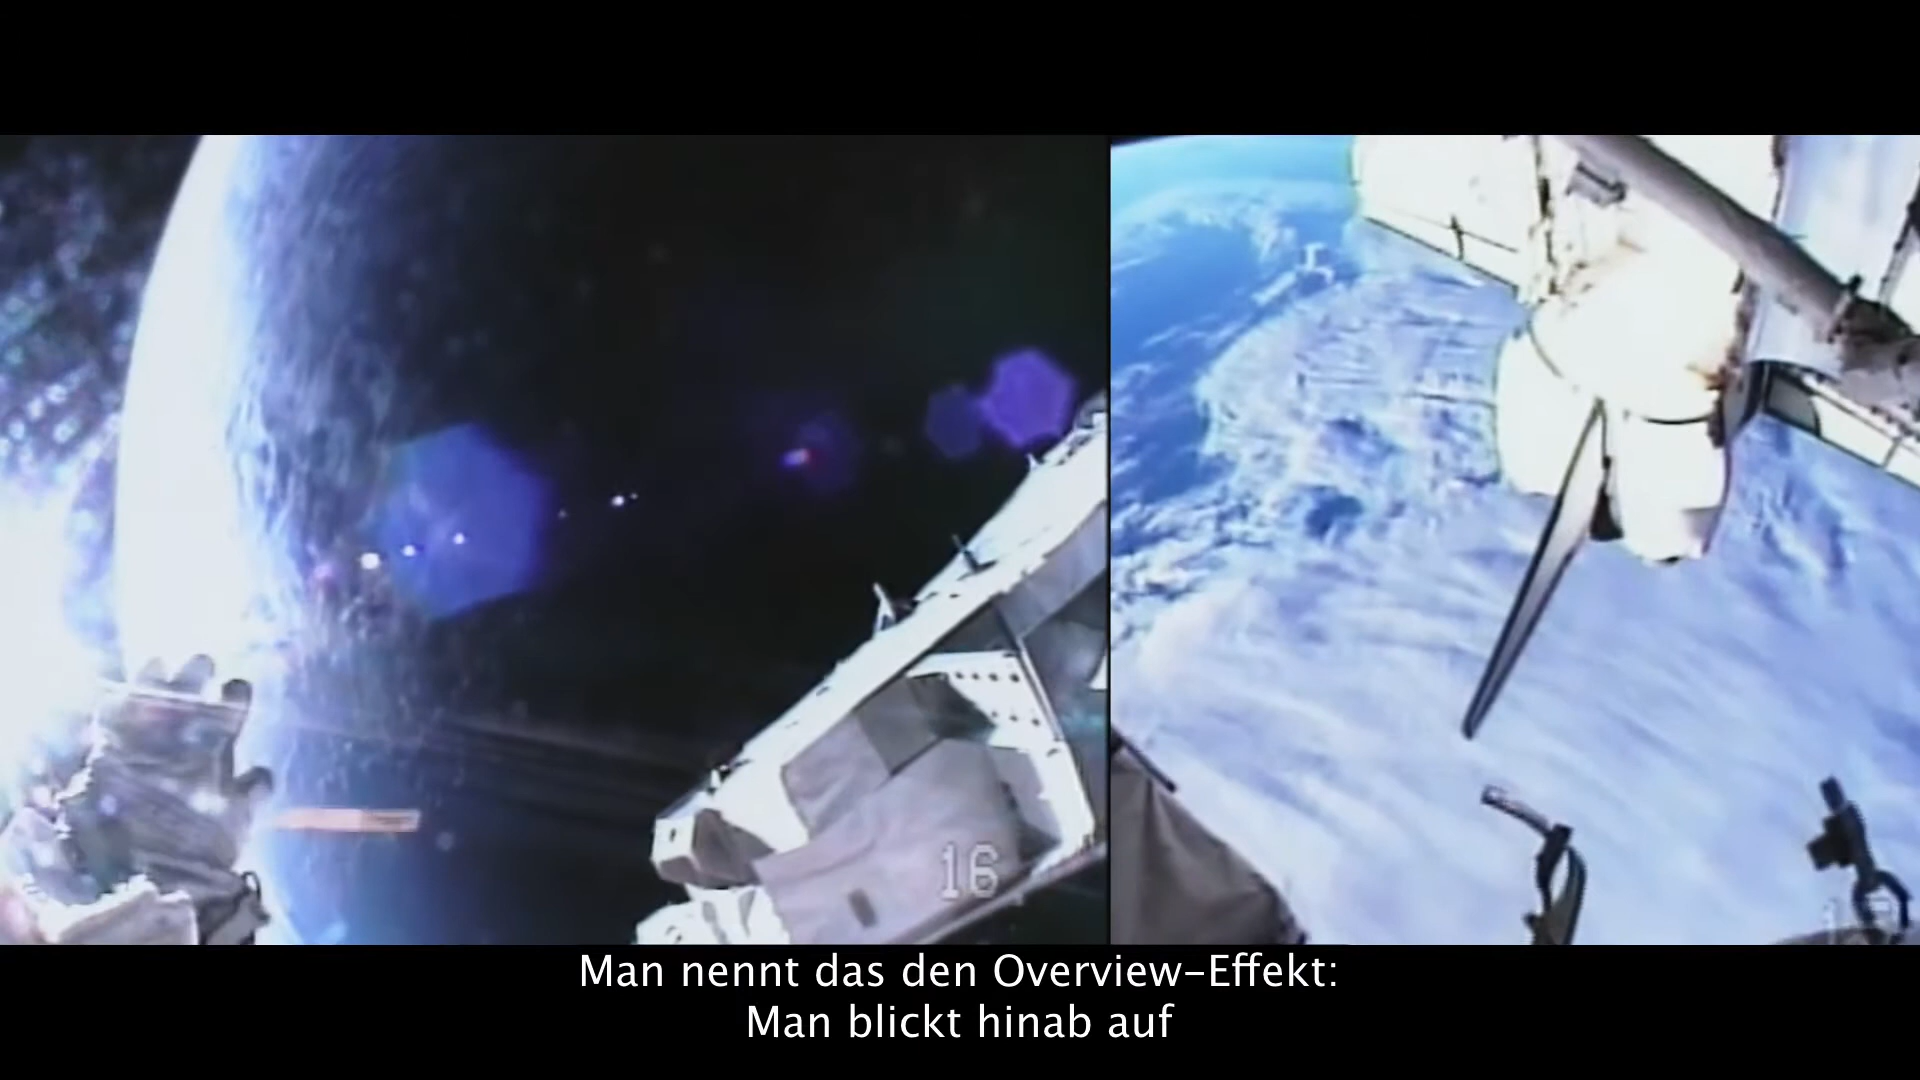 16
Man nennt das den Overview-Effekt:
Man blickt hinab auf